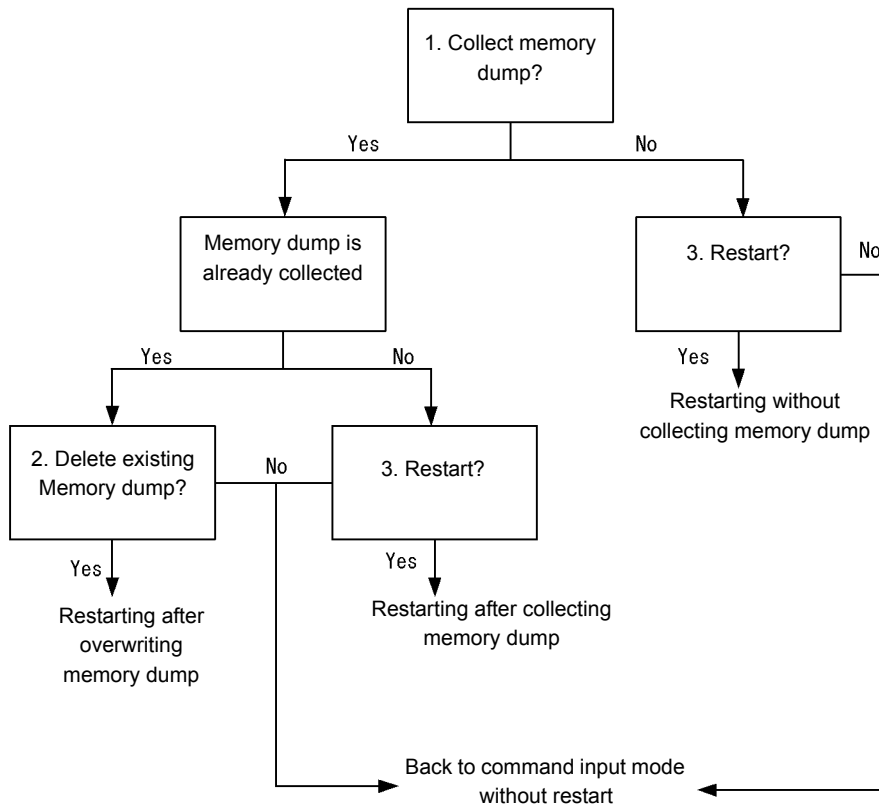 1. Collect memory
dump?
Yes
No
Memory dump is
already collected
3. Restart?
No
Yes
No
Yes
Restarting without
collecting memory dump
2. Delete existing
Memory dump?
No
3. Restart?
Yes
Yes
Restarting after
overwriting
memory dump
Restarting after collecting
memory dump
Back to command input mode
without restart